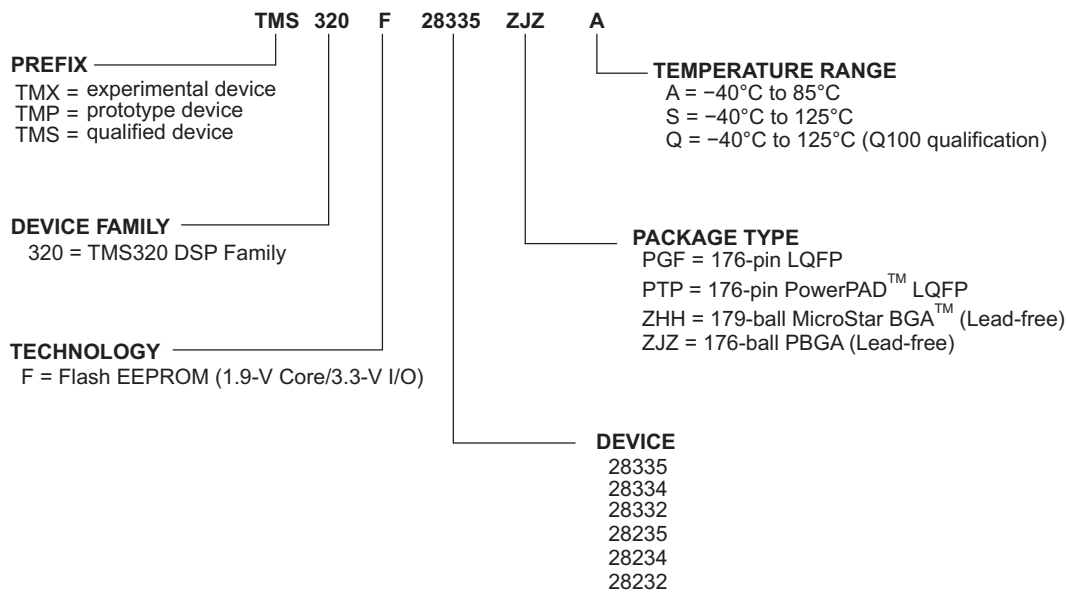 TMS 320 F 28335 ZJZ A
PREFIX
TMX = experimental device
TMP = prototype device
TMS = qualified device
TEMPERATURE RANGE
A = −40°C to 85°C
S = −40°C to 125°C
Q = −40°C to 125°C (Q100 qualification)
DEVICE FAMILY
320 = TMS320 DSP Family
PACKAGE TYPE
PGF = 176-pin LQFP
PTP = 176-pin PowerPAD™ LQFP
ZHH = 179-ball MicroStar BGA™ (Lead-free)
ZJZ = 176-ball PBGA (Lead-free)
TECHNOLOGY
F = Flash EEPROM (1.9-V Core/3.3-V I/O)
DEVICE
28335
28334
28332
28235
28234
28232